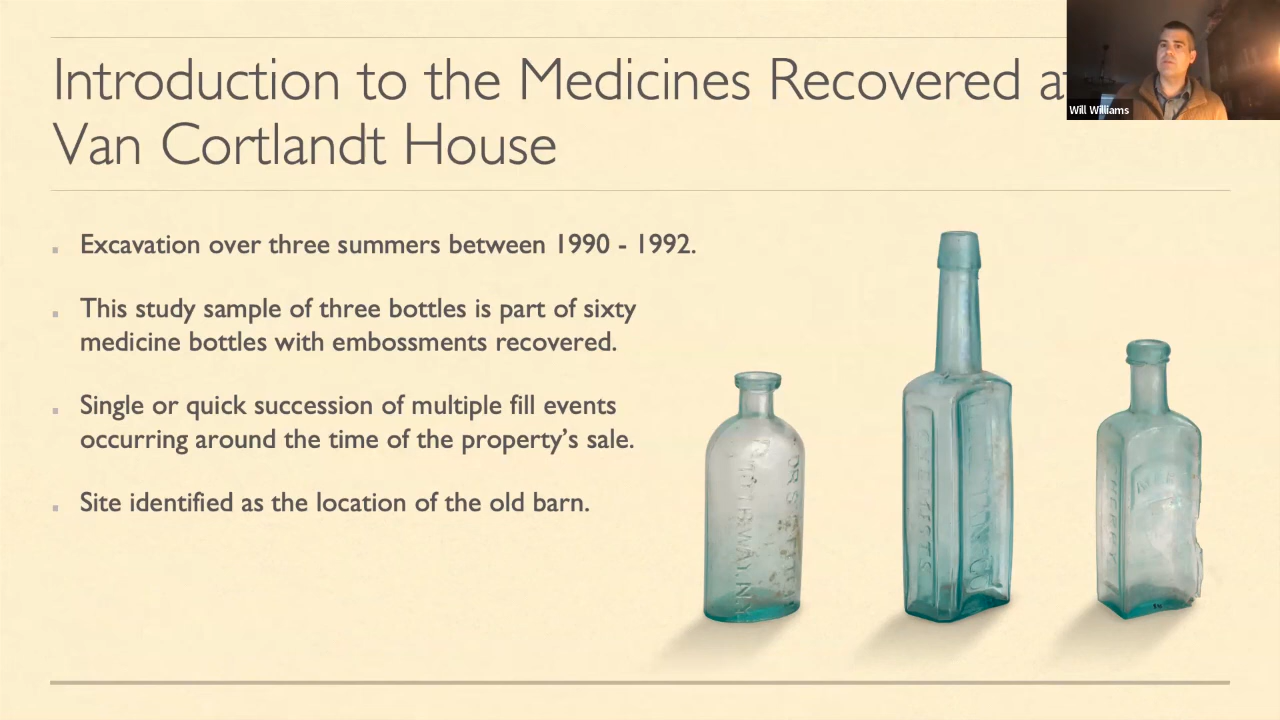 Introduction to the Medicines Recovered at
Van Cortlandt House
Will Williams
Excavation over three summers between 1990 - 1992.
This study sample of three bottles is part of sixty
medicine bottles with embossments recovered.
Single or quick succession of multiple fill events
occurring around the time of the property’s sale.
Site identified as the location of the old barn.
CHEMISTS